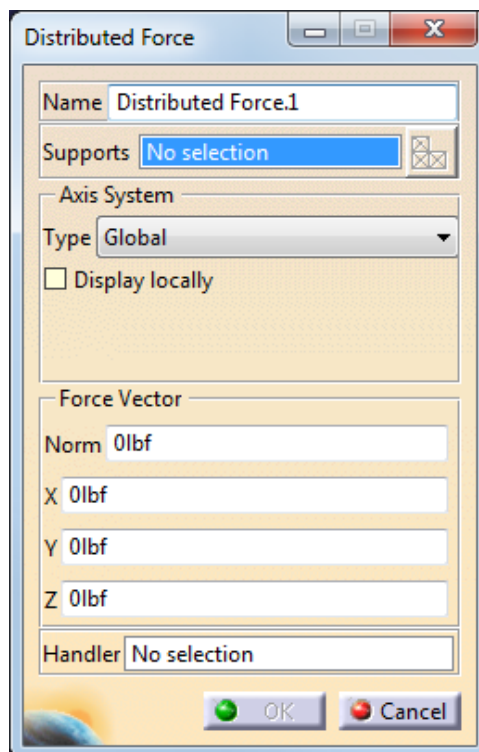 Distributed Force
Name Distributed Force.1
Supports No selection
Axis System
Type Global
Display locally
Force Vector
Norm 0lbf
X 0lbf
Y 0lbf
Z 0lbf
Handler No selection
OK Cancel